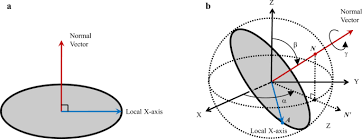 a
Normal
Vector
Local X-axis
b
Z
Normal
Vector
β
N
γ
Y
X
α
A
Local X-axis
Z
N'